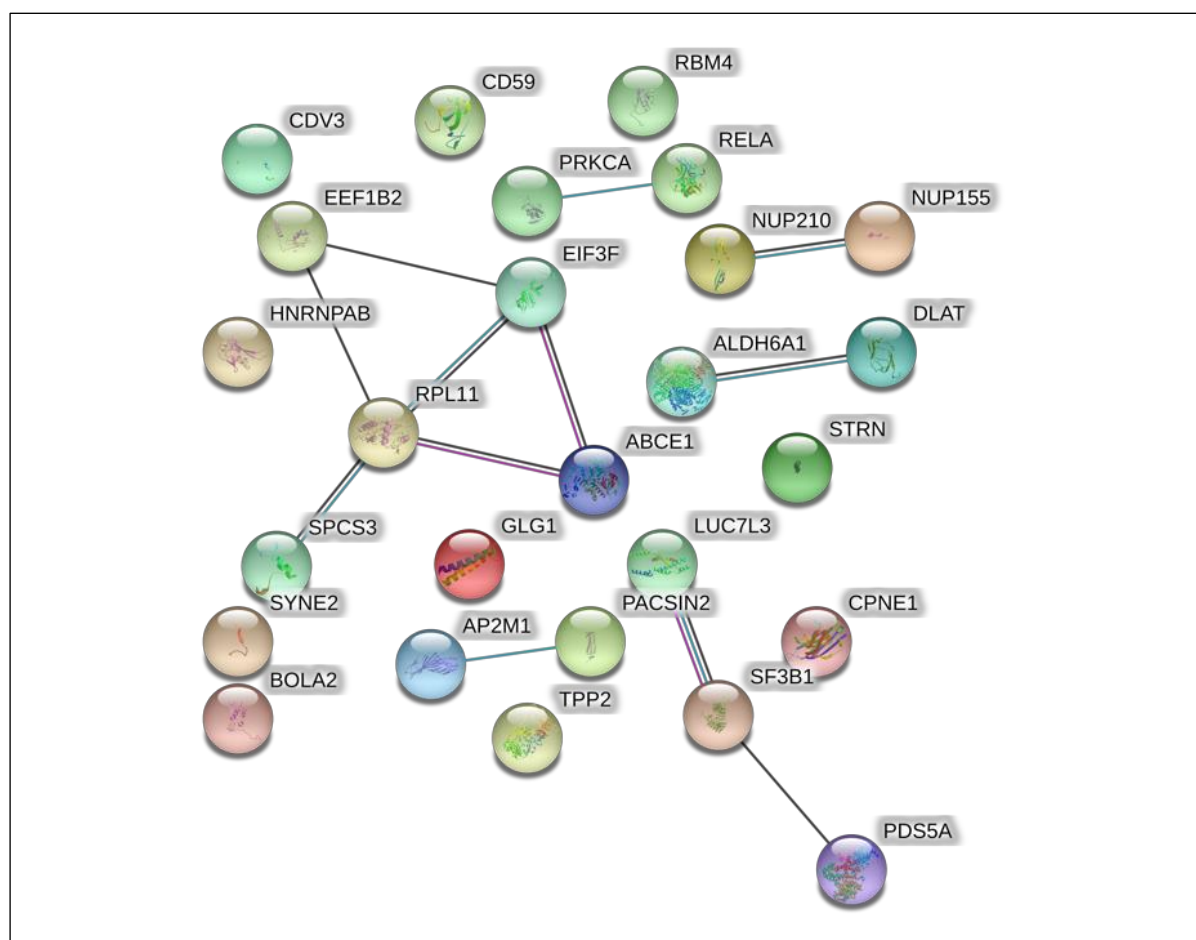 RBM4
CD59
CDV3
RELA
PRKCA
EEF1B2
NUP155
NUP210
EIF3F
HNRNPAB
DLAT
ALDH6A1
RPL11
STRN
ABCE1
SPCS3
GLG1
LUC7L3
SYNE2
PACSIN2
CPNE1
AP2M1
BOLA2
SF3B1
TPP2
PDS5A